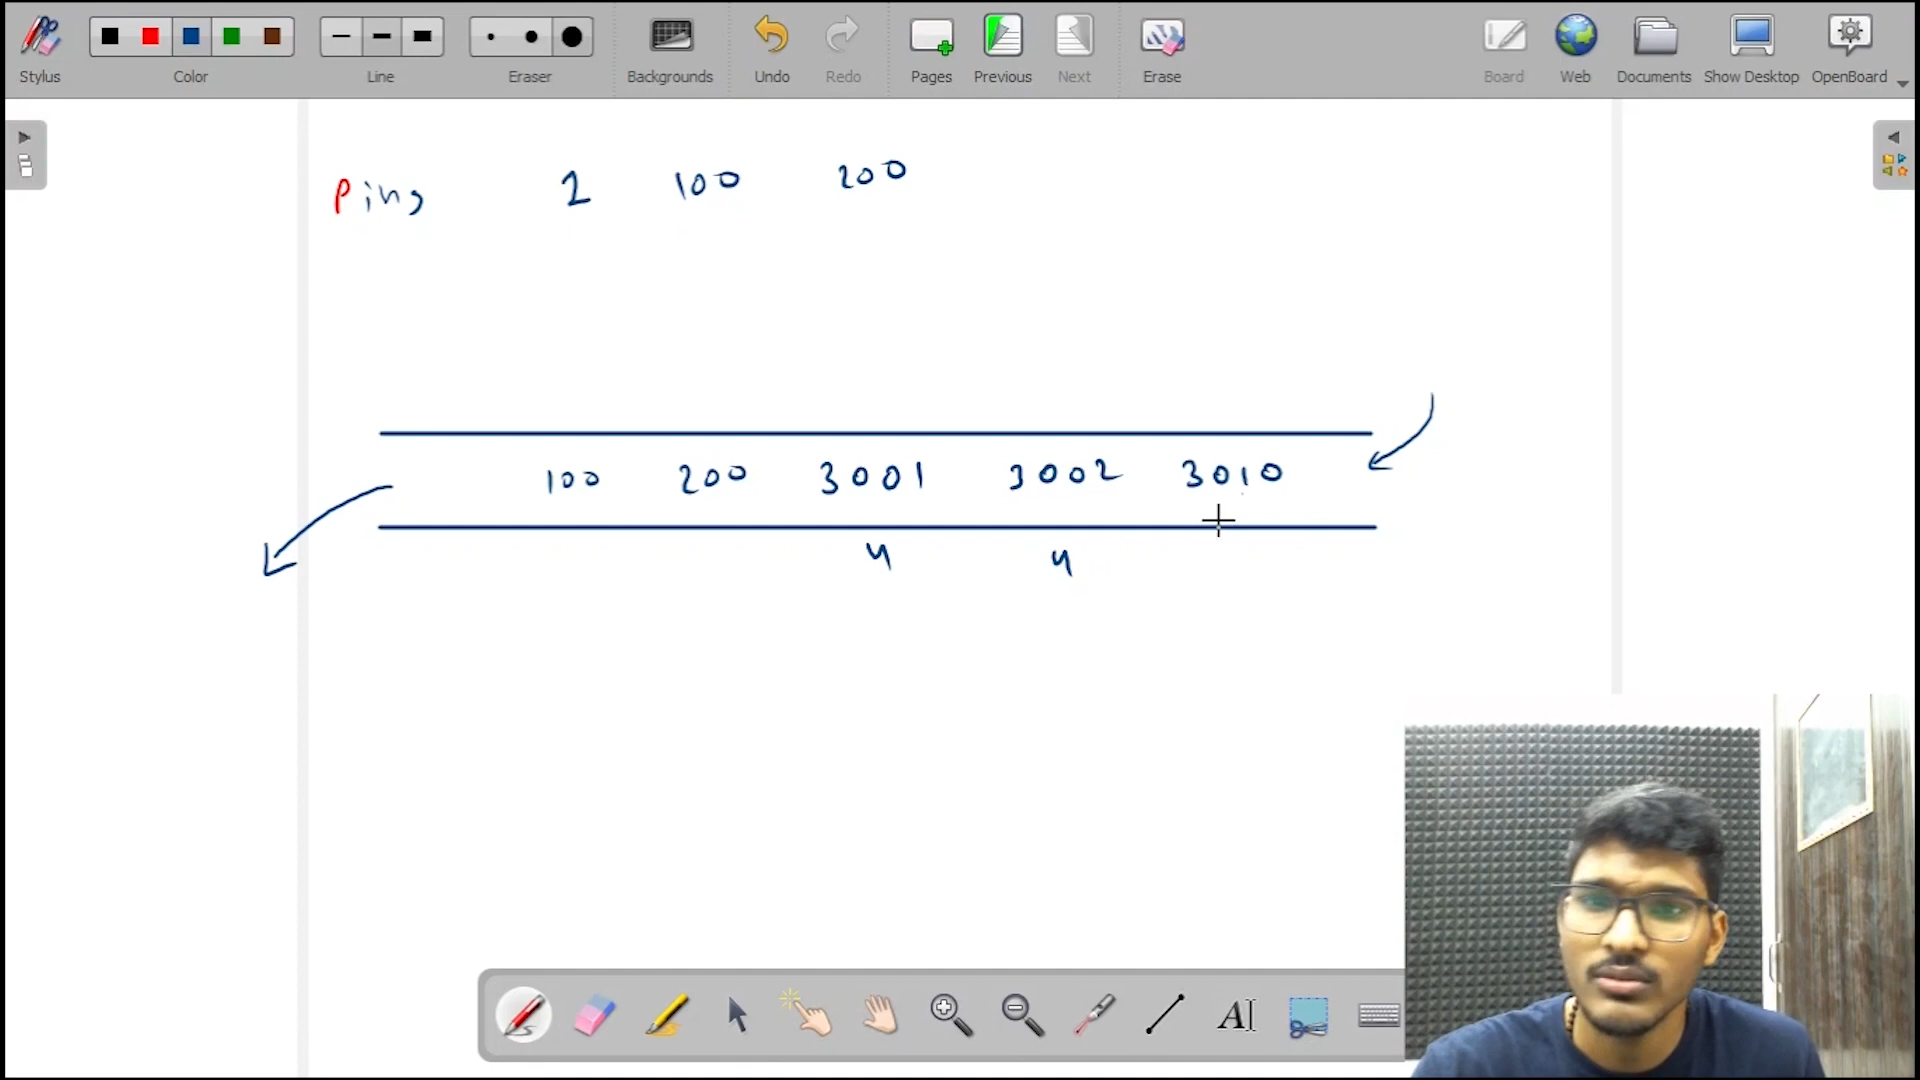 Stylus Color Line Eraser Backgrounds Undo Redo Pages Previous Next Erase Board Web Documents Show Desktop OpenBoard
Ping 2 100 200
100 200 3001 3002 3010
4 4
AI